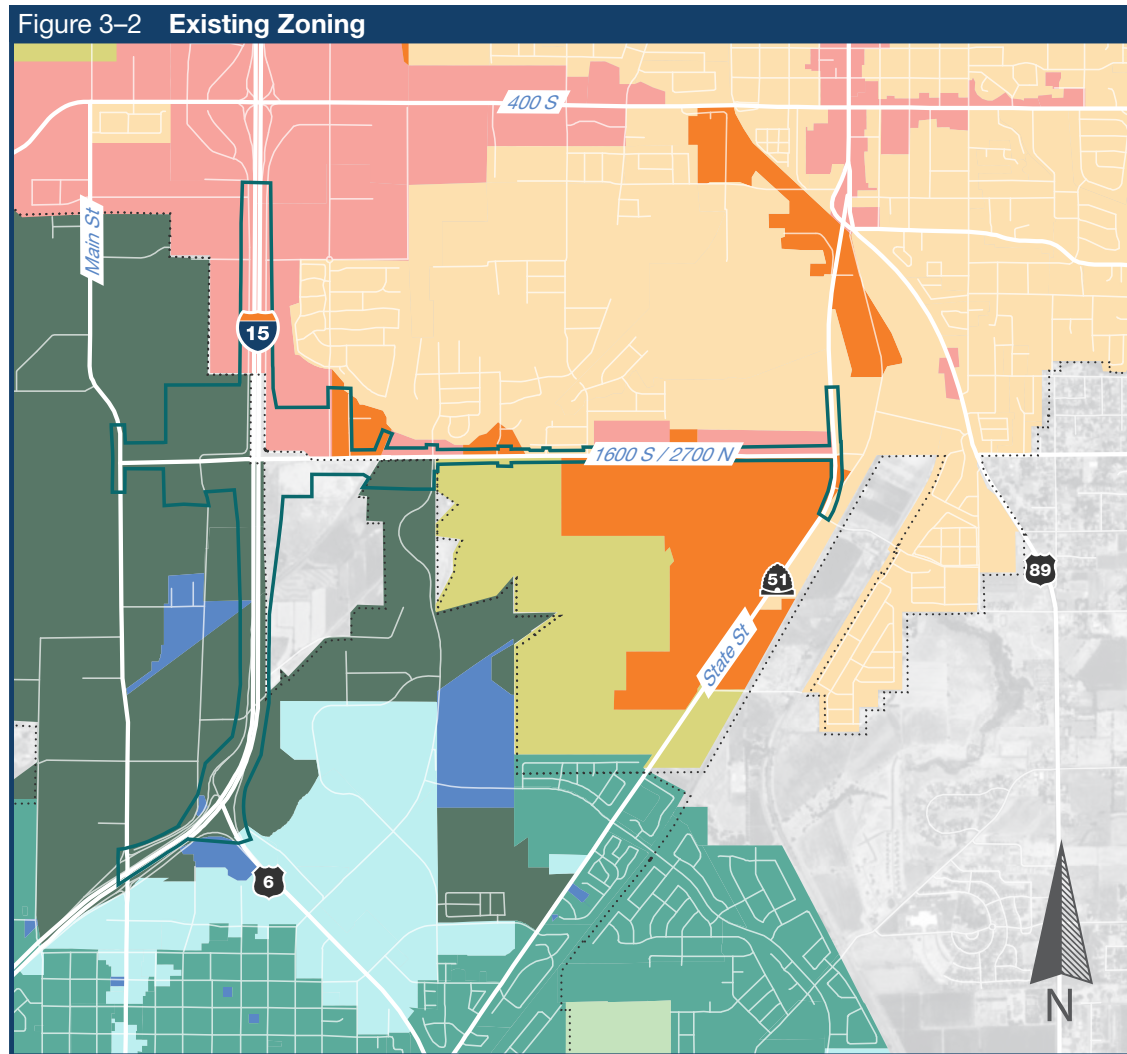 Figure 3–2 Existing Zoning
400 S
Main St
15
1600 S / 2700 N
51
89
State St
6
N